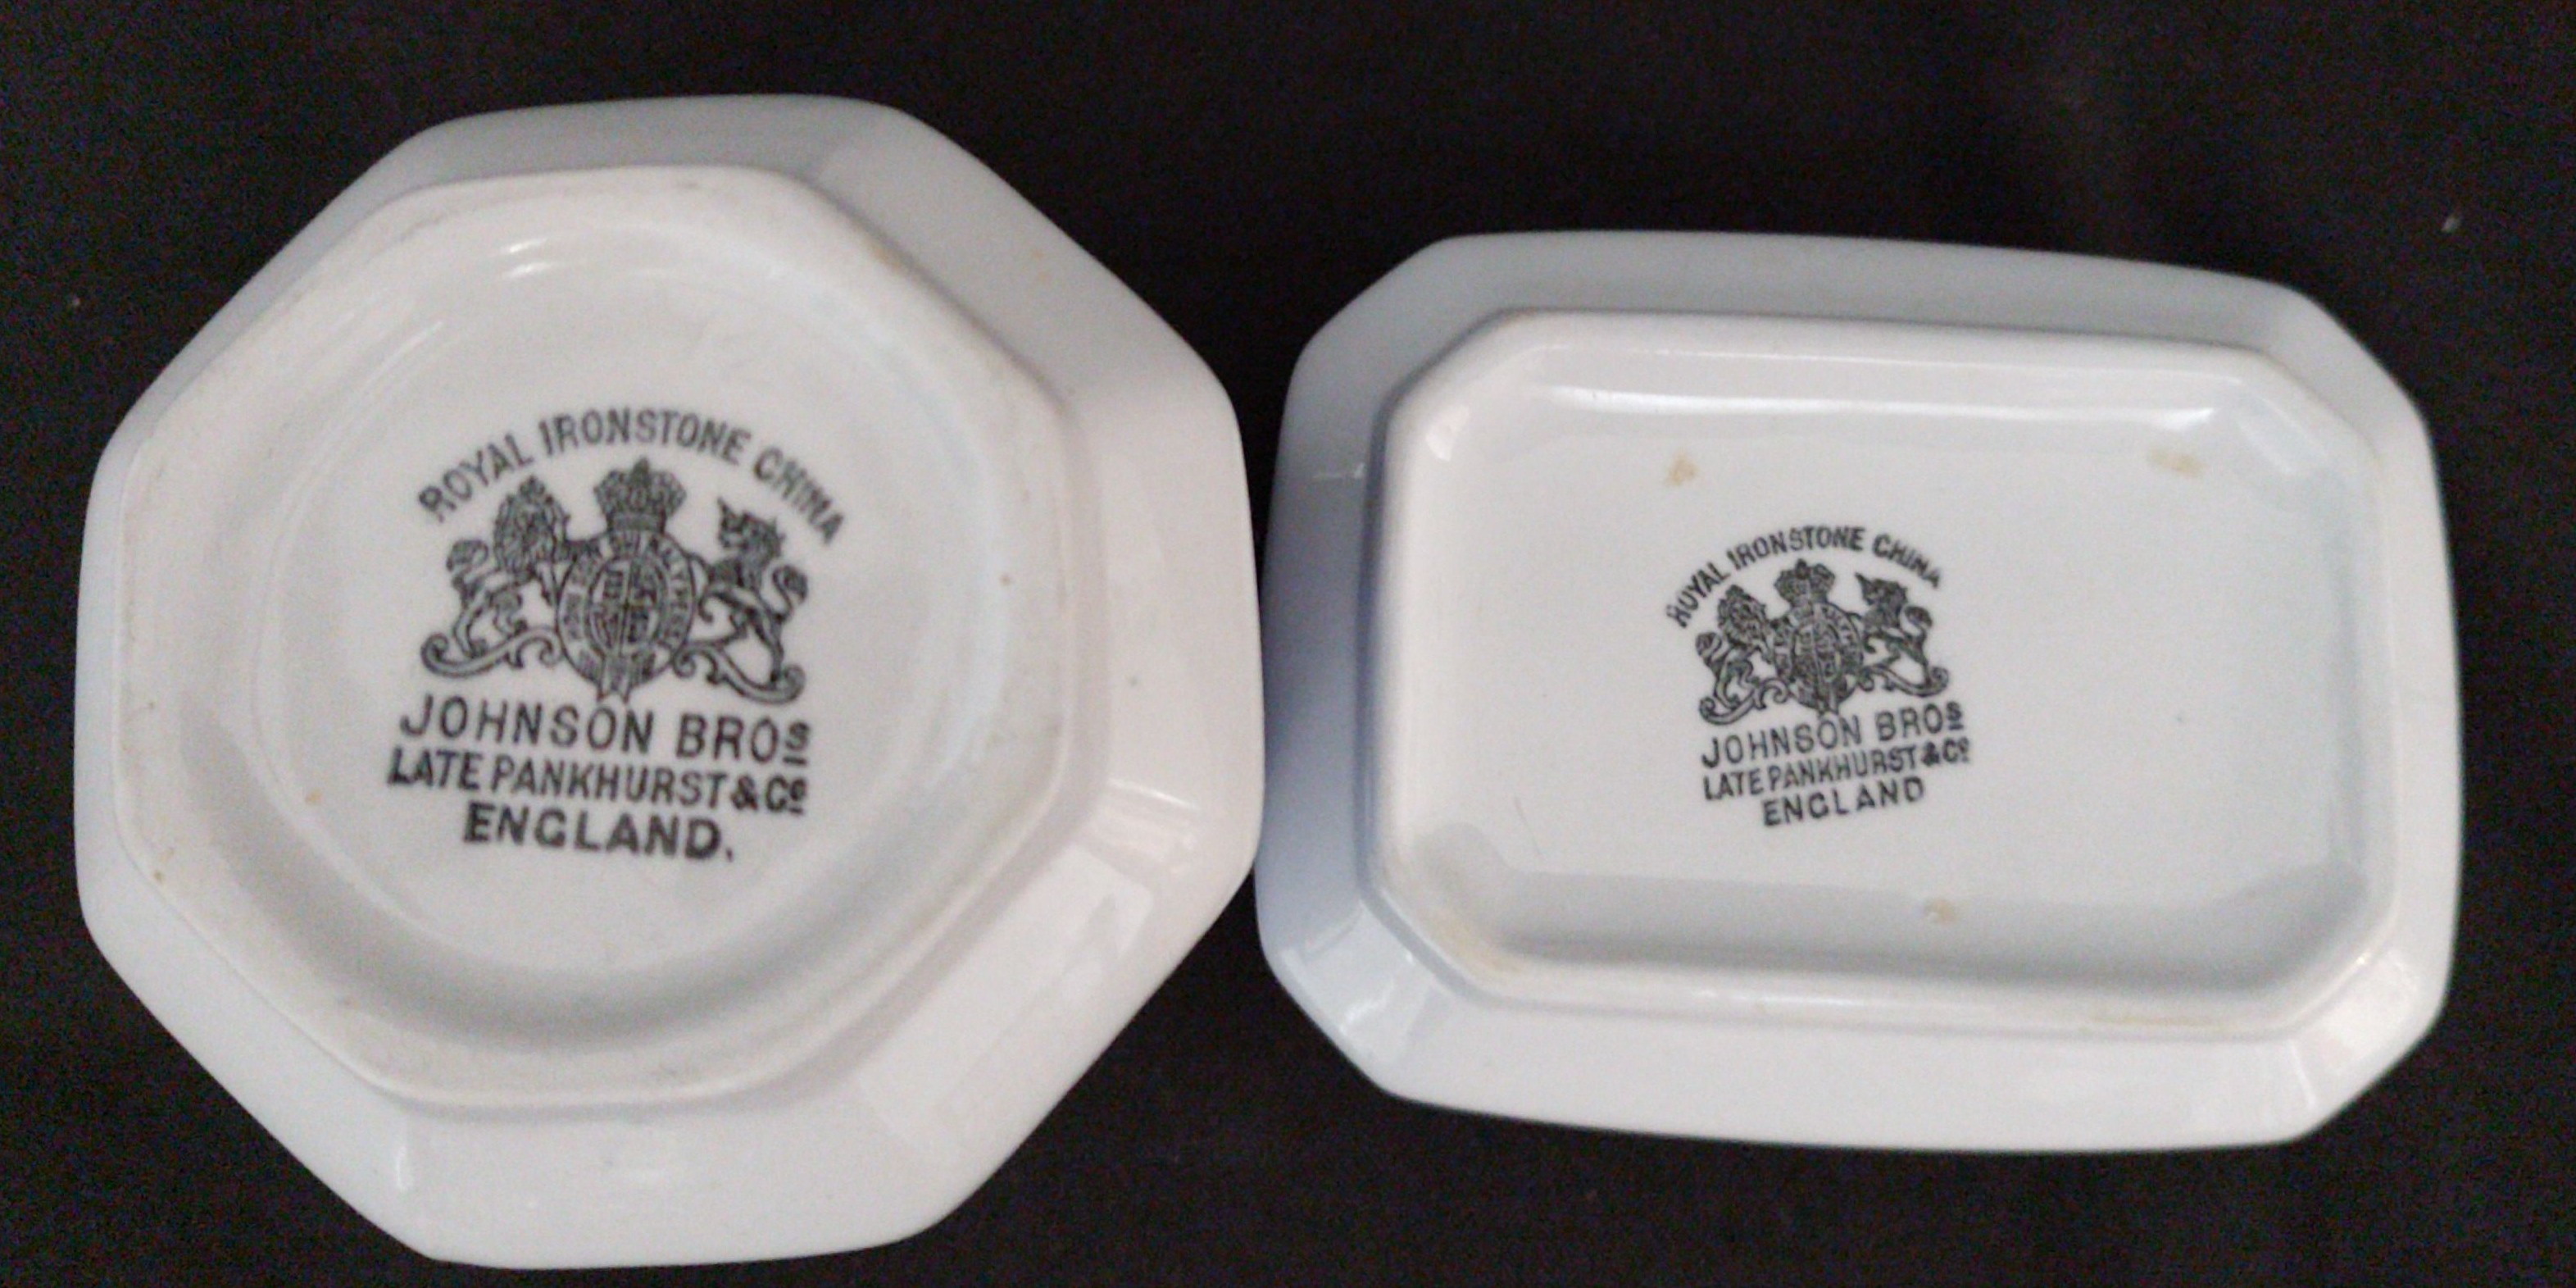 ROYAL IRONSTONE CHINA
JOHNSON BROS
LATE PANKHURST & CO
ENGLAND.
ROYAL IRONSTONE CHINA
JOHNSON BROS
LATE PANKHURST & CO
ENGLAND